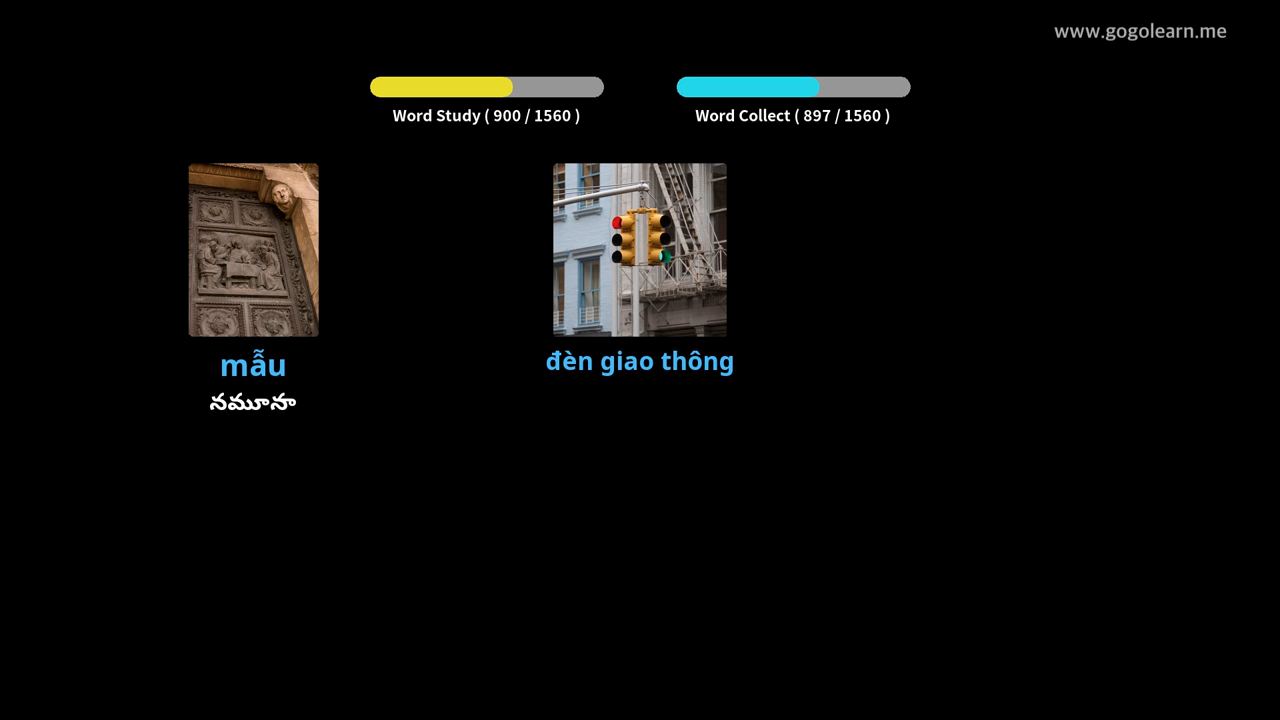 www.gogolearn.me
Word Study ( 900 / 1560 )
Word Collect ( 897 / 1560 )
mẫu
నమూనా
đèn giao thông